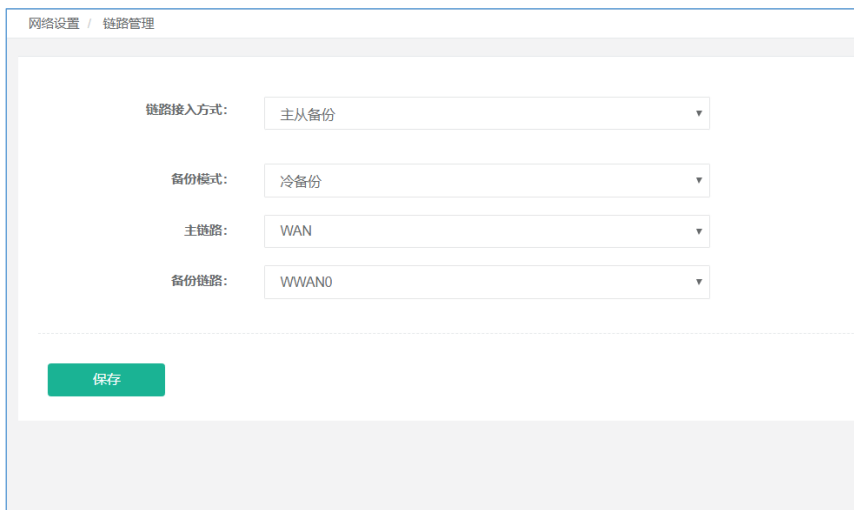 网络设置 / 链路管理
链路接入方式： 主从备份
备份模式： 冷备份
主链路： WAN
备份链路： WWAN0
保存